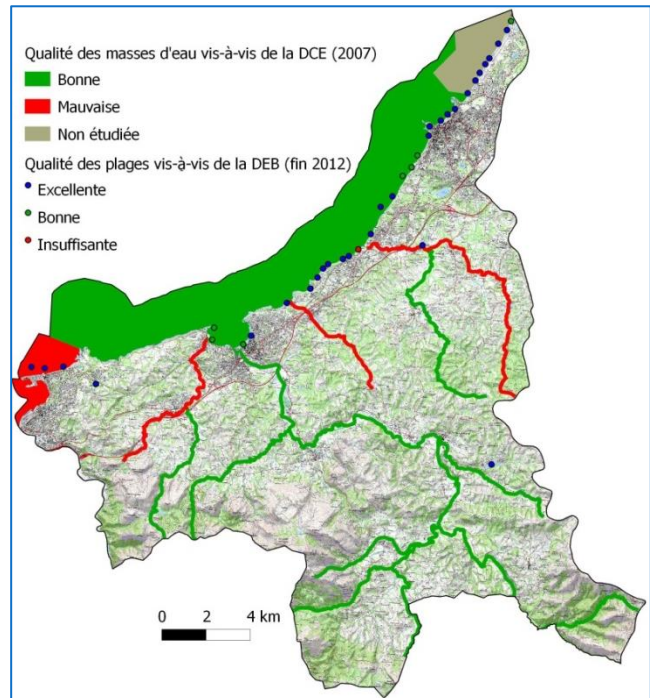 Qualité des masses d'eau vis-à-vis de la DCE (2007)
Bonne
Mauvaise
Non étudiée
Qualité des plages vis-à-vis de la DEB (fin 2012)
Excellente
Bonne
Insuffisante
0 2 4 km